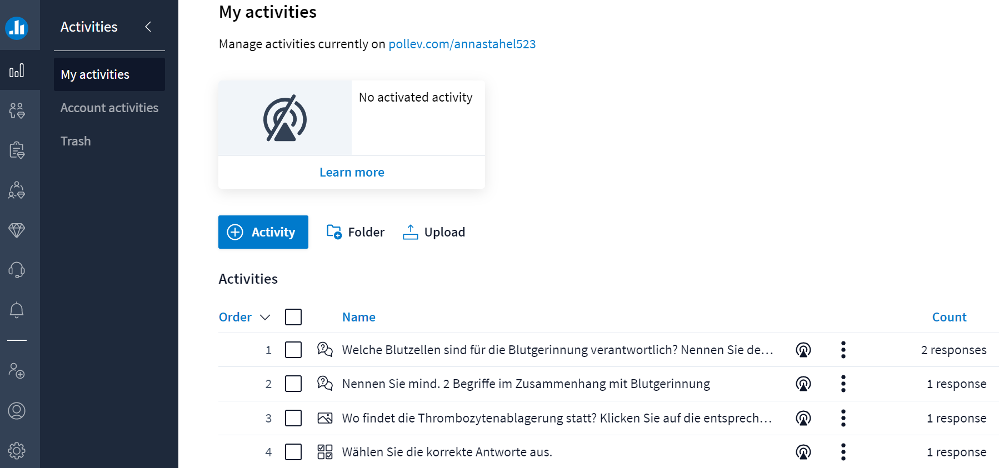 My activities
Activities
Manage activities currently on pollev.com/annastahel523
My activities
Account activities
Trash
No activated activity
Learn more
Activity Folder Upload
Activities
Order Name Count
1 Welche Blutzellen sind für die Blutgerinnung verantwortlich? Nennen Sie de... 2 responses
2 Nennen Sie mind. 2 Begriffe im Zusammenhang mit Blutgerinnung 1 response
3 Wo findet die Thrombozytenablagerung statt? Klicken Sie auf die entsprech... 1 response
4 Wählen Sie die korrekte Antworte aus. 1 response